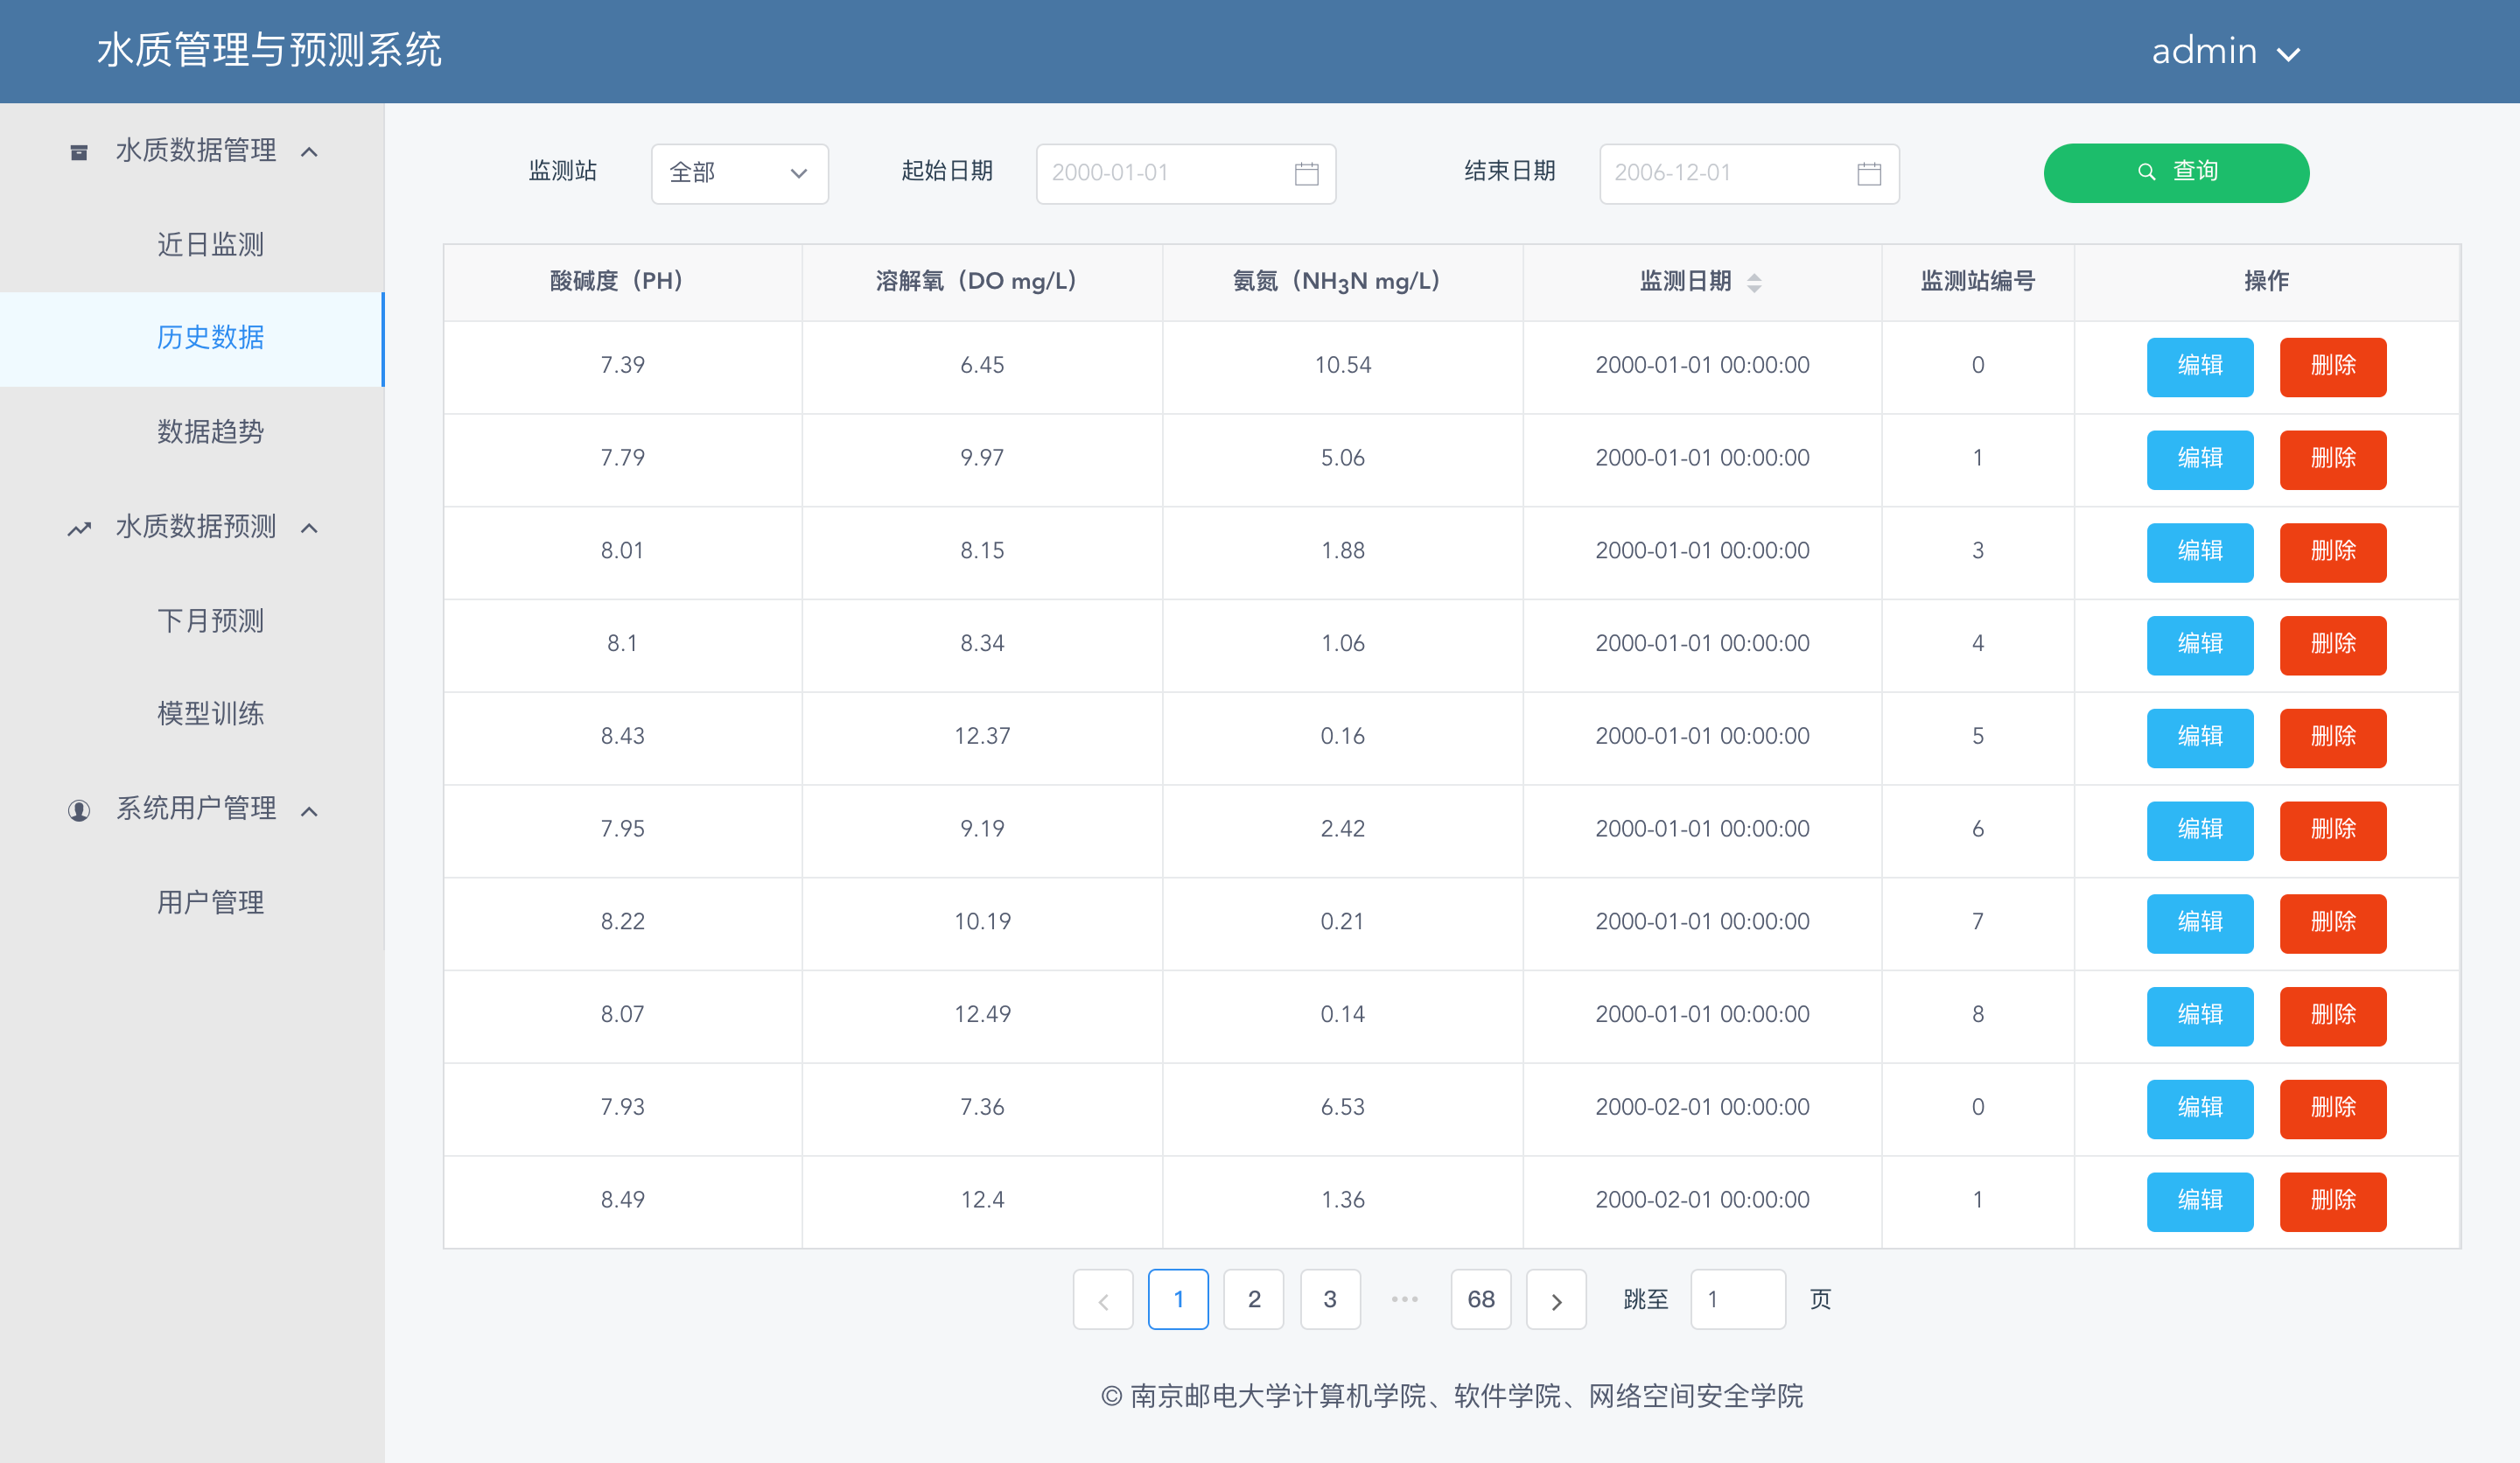 水质管理与预测系统
admin
水质数据管理
近日监测
历史数据
数据趋势
水质数据预测
下月预测
模型训练
系统用户管理
用户管理
监测站 全部 起始日期 2000-01-01 结束日期 2006-12-01 查询
酸碱度（PH） 溶解氧（DO mg/L） 氨氮（NH3N mg/L） 监测日期 监测站编号 操作
7.39 6.45 10.54 2000-01-01 00:00:00 0 编辑 删除
7.79 9.97 5.06 2000-01-01 00:00:00 1 编辑 删除
8.01 8.15 1.88 2000-01-01 00:00:00 3 编辑 删除
8.1 8.34 1.06 2000-01-01 00:00:00 4 编辑 删除
8.43 12.37 0.16 2000-01-01 00:00:00 5 编辑 删除
7.95 9.19 2.42 2000-01-01 00:00:00 6 编辑 删除
8.22 10.19 0.21 2000-01-01 00:00:00 7 编辑 删除
8.07 12.49 0.14 2000-01-01 00:00:00 8 编辑 删除
7.93 7.36 6.53 2000-02-01 00:00:00 0 编辑 删除
8.49 12.4 1.36 2000-02-01 00:00:00 1 编辑 删除
1 2 3 ••• 68 跳至 1 页
© 南京邮电大学计算机学院、软件学院、网络空间安全学院